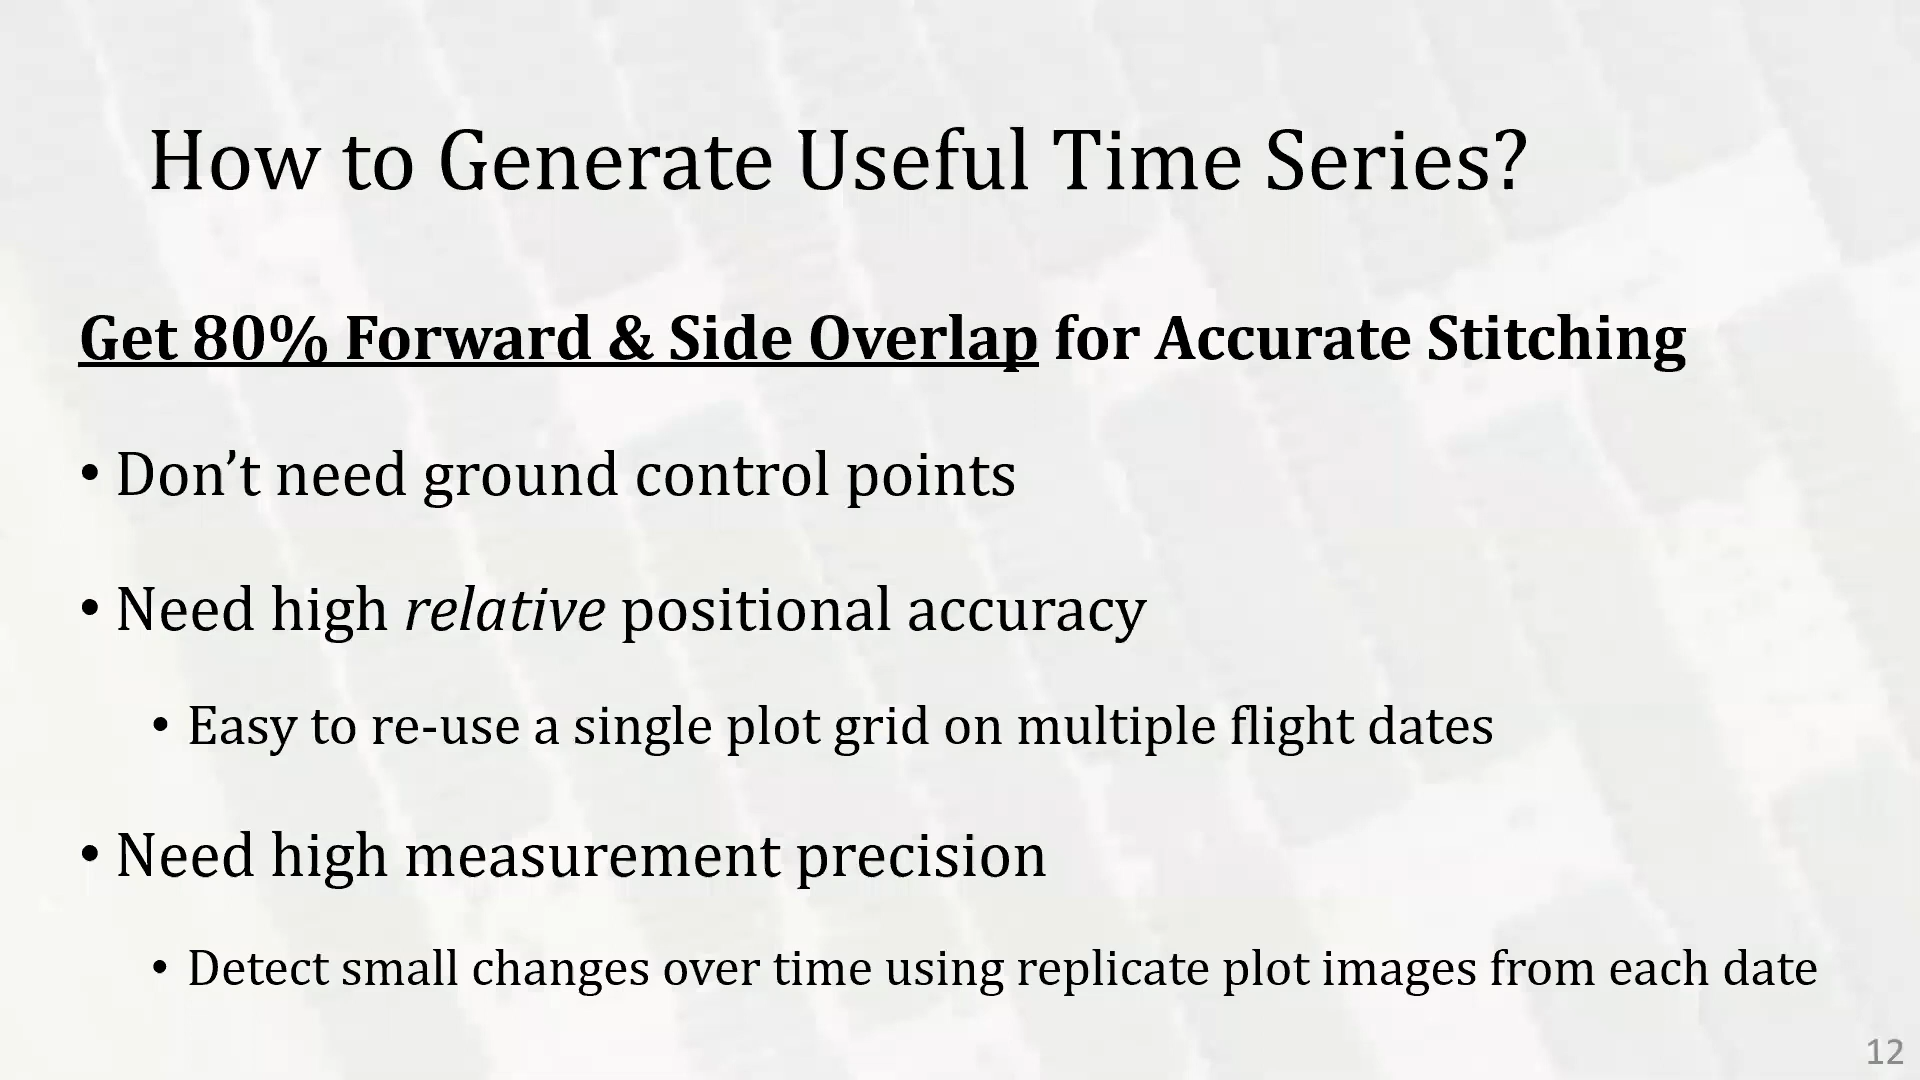 How to Generate Useful Time Series?
Get 80% Forward & Side Overlap for Accurate Stitching
• Don’t need ground control points
• Need high relative positional accuracy
• Easy to re-use a single plot grid on multiple flight dates
• Need high measurement precision
• Detect small changes over time using replicate plot images from each date
12